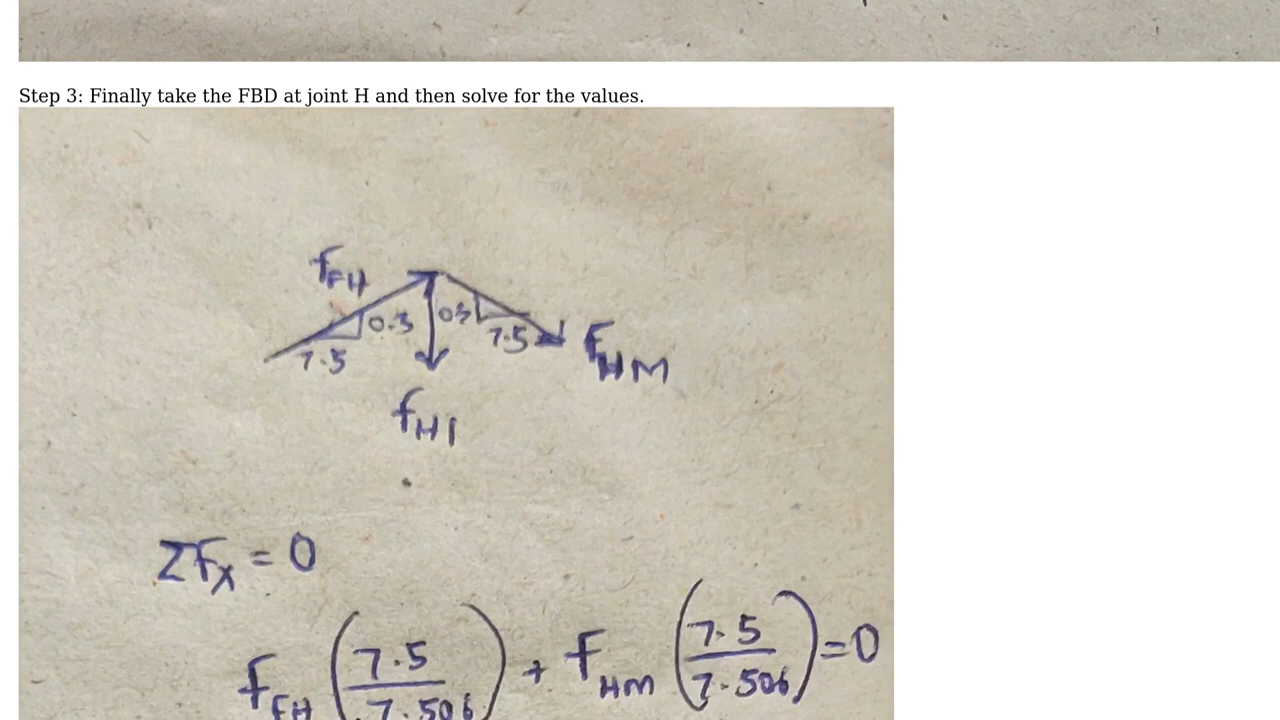 Step 3: Finally take the FBD at joint H and then solve for the values.
fFH
0.3
0.3
7.5
7.5
FHM
fHI
ΣFx = 0
fFH (7.5/7.506) + FHM (7.5/7.506) = 0